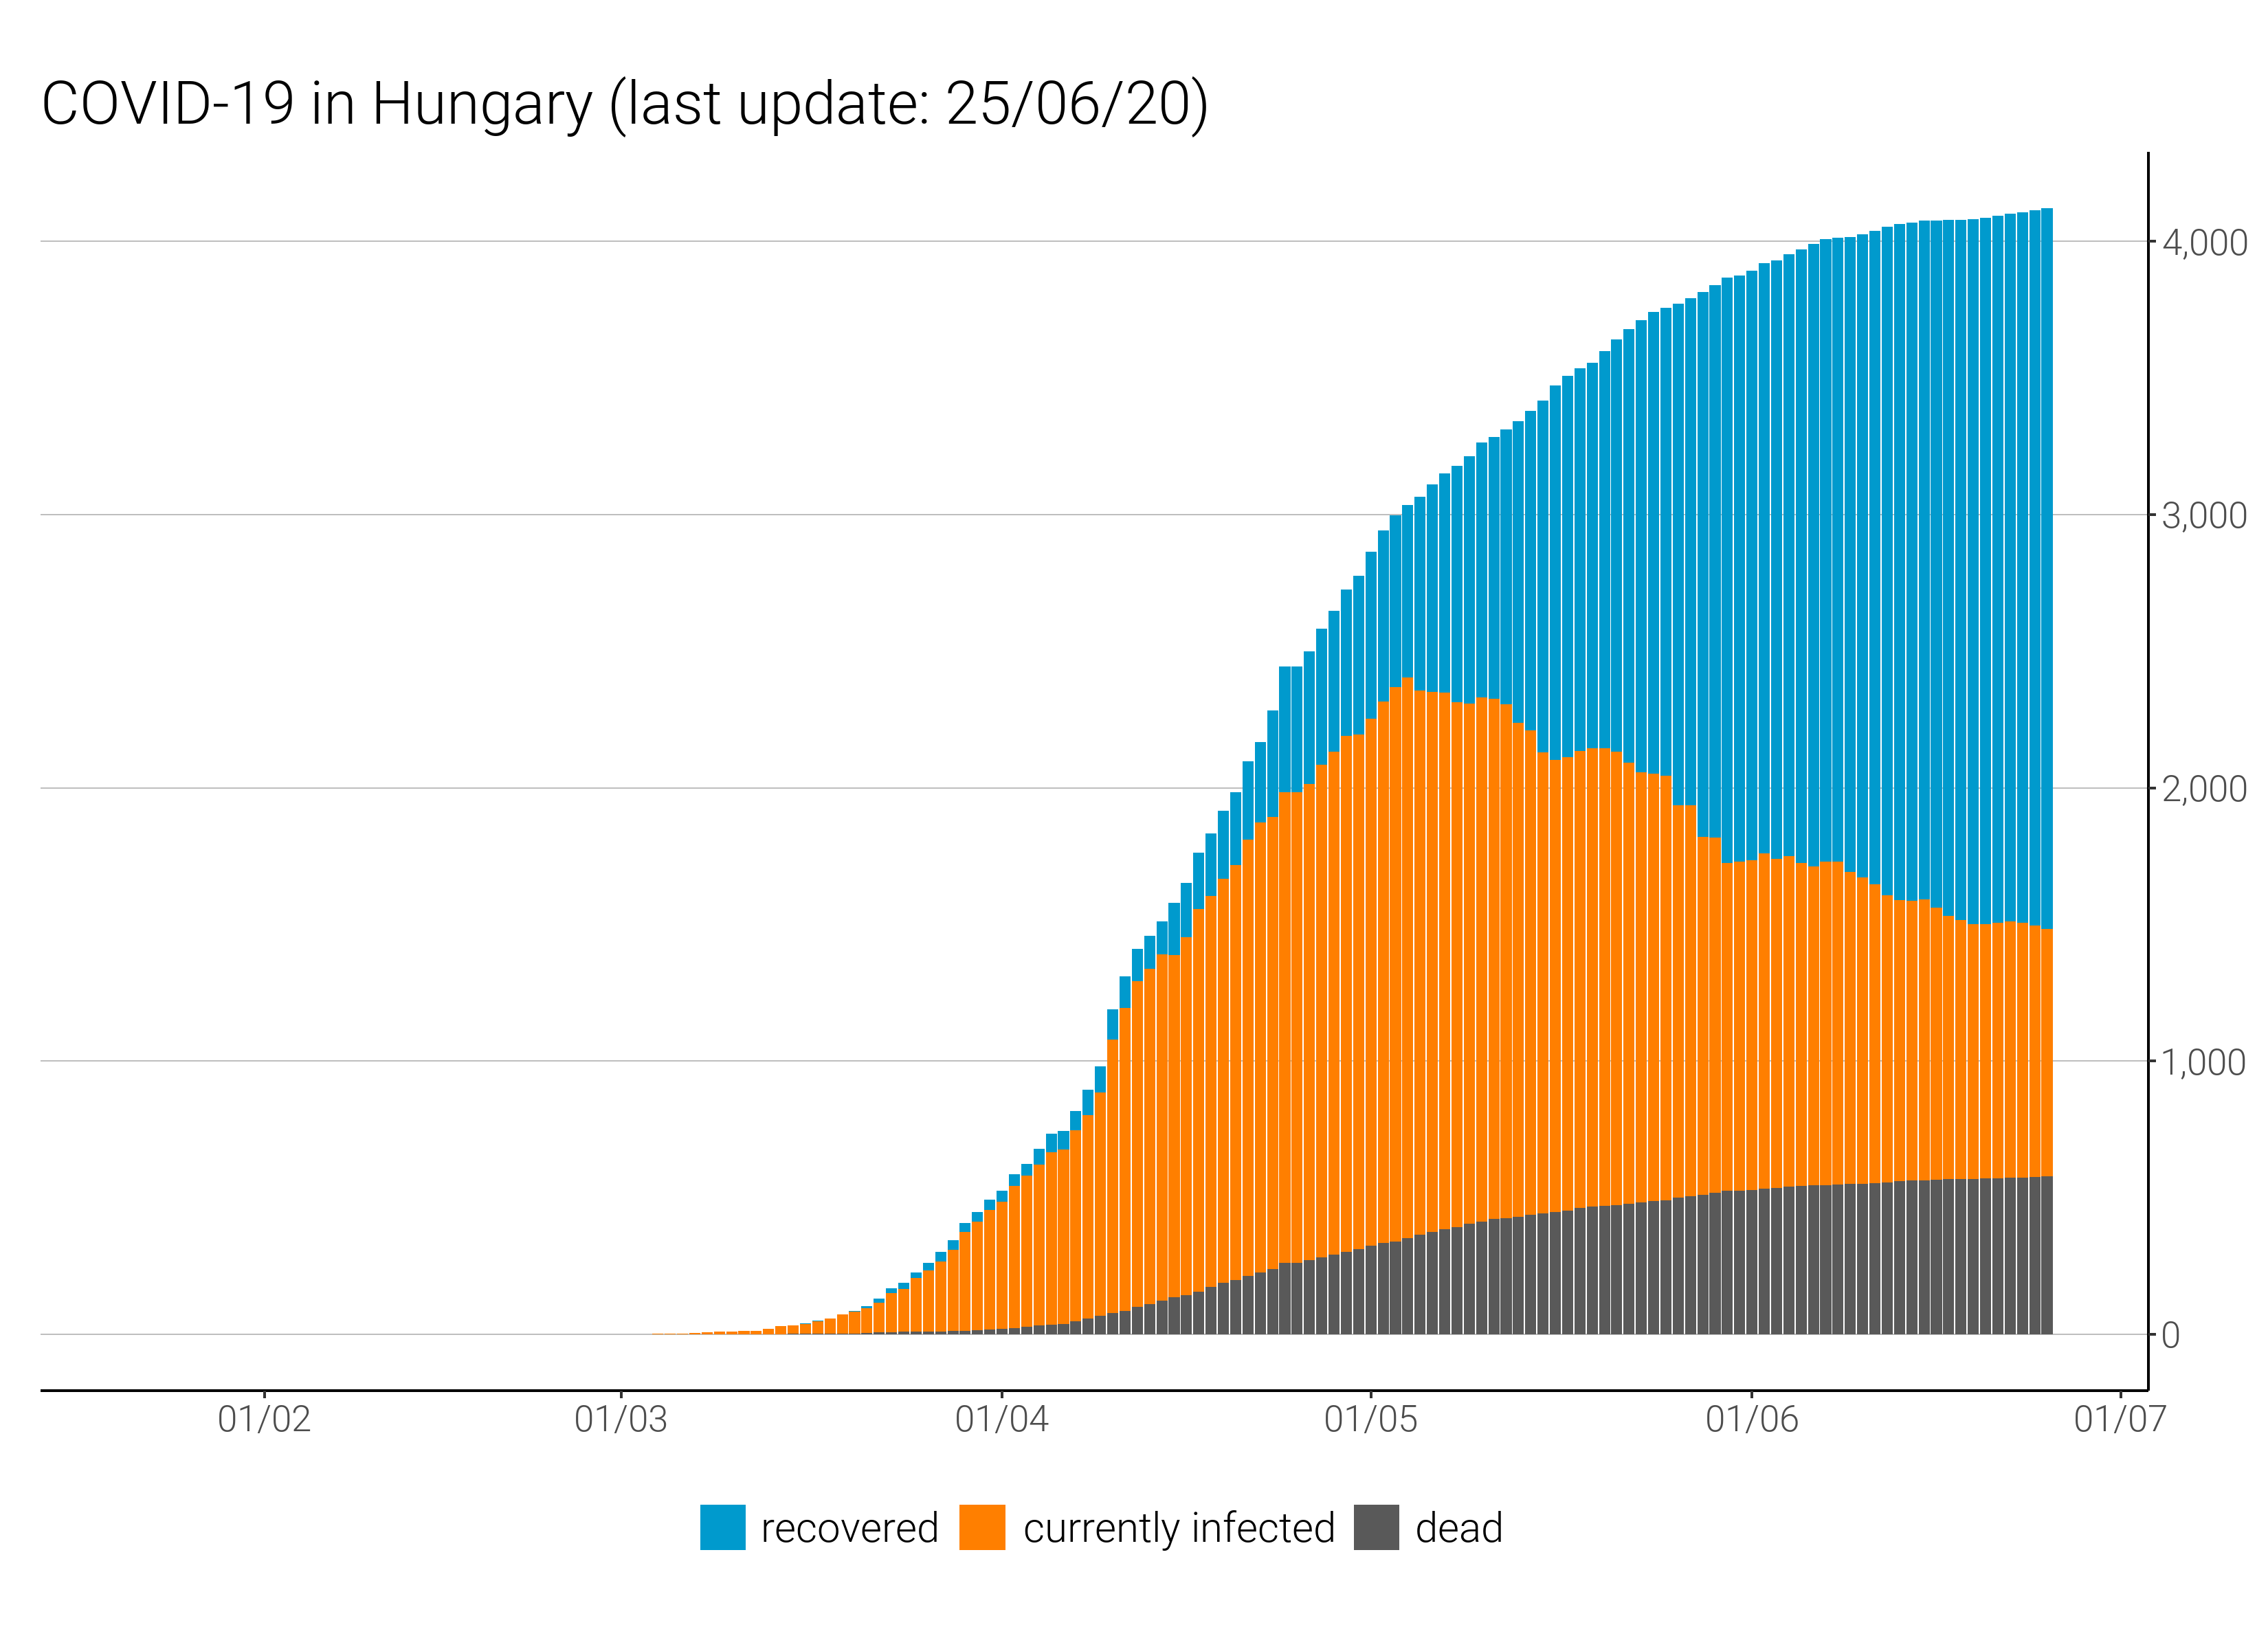 COVID-19 in Hungary (last update: 25/06/20)
4,000
3,000
2,000
1,000
0
01/02 01/03 01/04 01/05 01/06 01/07
recovered currently infected dead